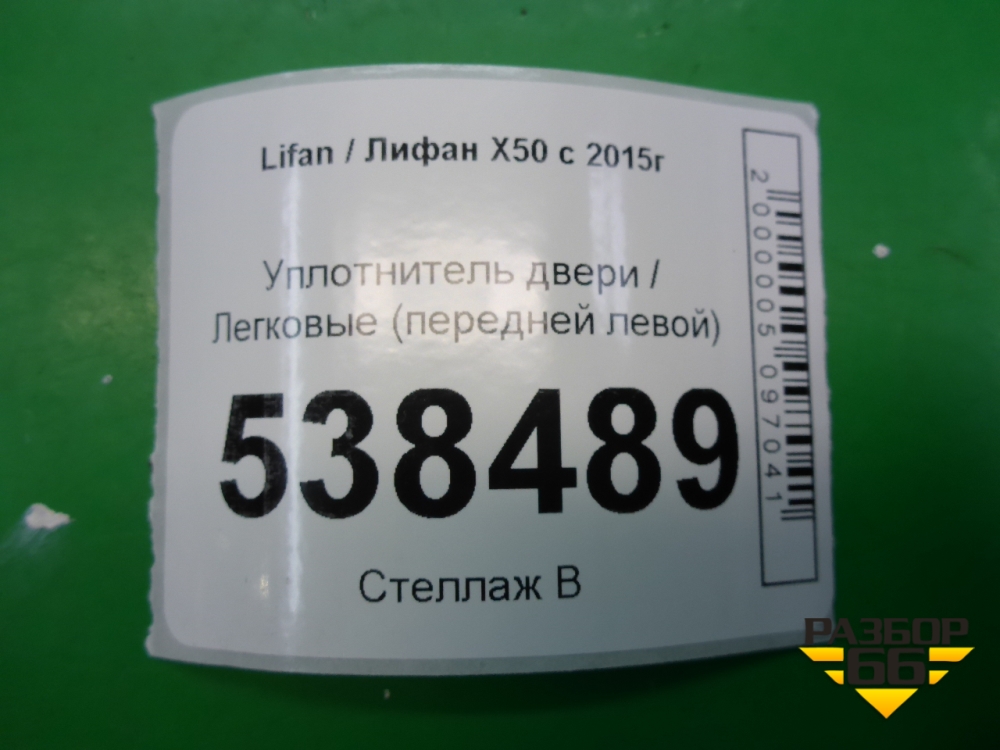 Lifan / Лифан X50 с 2015г
Уплотнитель двери /
Легковые (передней левой)
538489
Стеллаж В
2000005097041
РАЗБОР
66